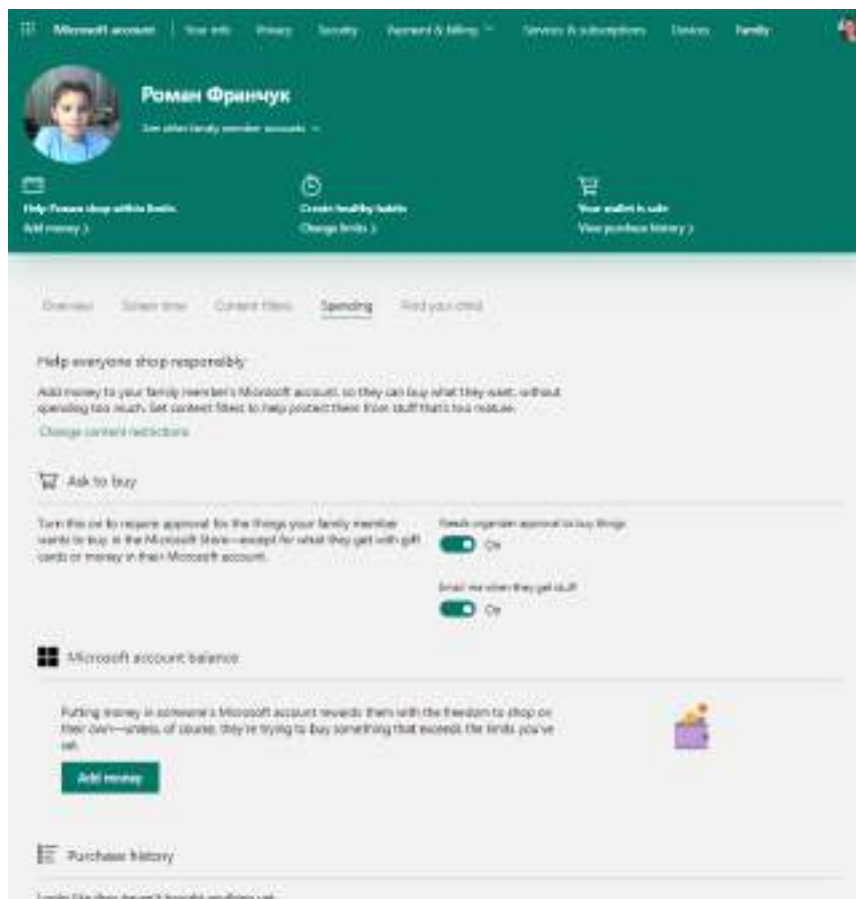 Microsoft account Your info Privacy Security Payment & billing Services & subscriptions Devices Family
Роман Франчук
See other family member accounts
Help Роман shop within limits
Add money >
Create healthy habits
Change limits >
Your wallet is safe
View purchase history >
Overview Screen time Content filters Spending Find your child
Help everyone shop responsibly
Add money to your family member's Microsoft account, so they can buy what they want, without
spending too much. Set content filters to help protect them from stuff that's too mature.
Change content restrictions
Ask to buy
Turn this on to require approval for the things your family member
wants to buy in the Microsoft Store—except for what they get with gift
cards or money in their Microsoft account.
Needs organizer approval to buy things
On
Email me when they get stuff
On
Microsoft account balance
Putting money in someone's Microsoft account rewards them with the freedom to shop on
their own—unless, of course, they're trying to buy something that exceeds the limits you've
set.
Add money
Purchase history
Looks like they haven't bought anything yet.